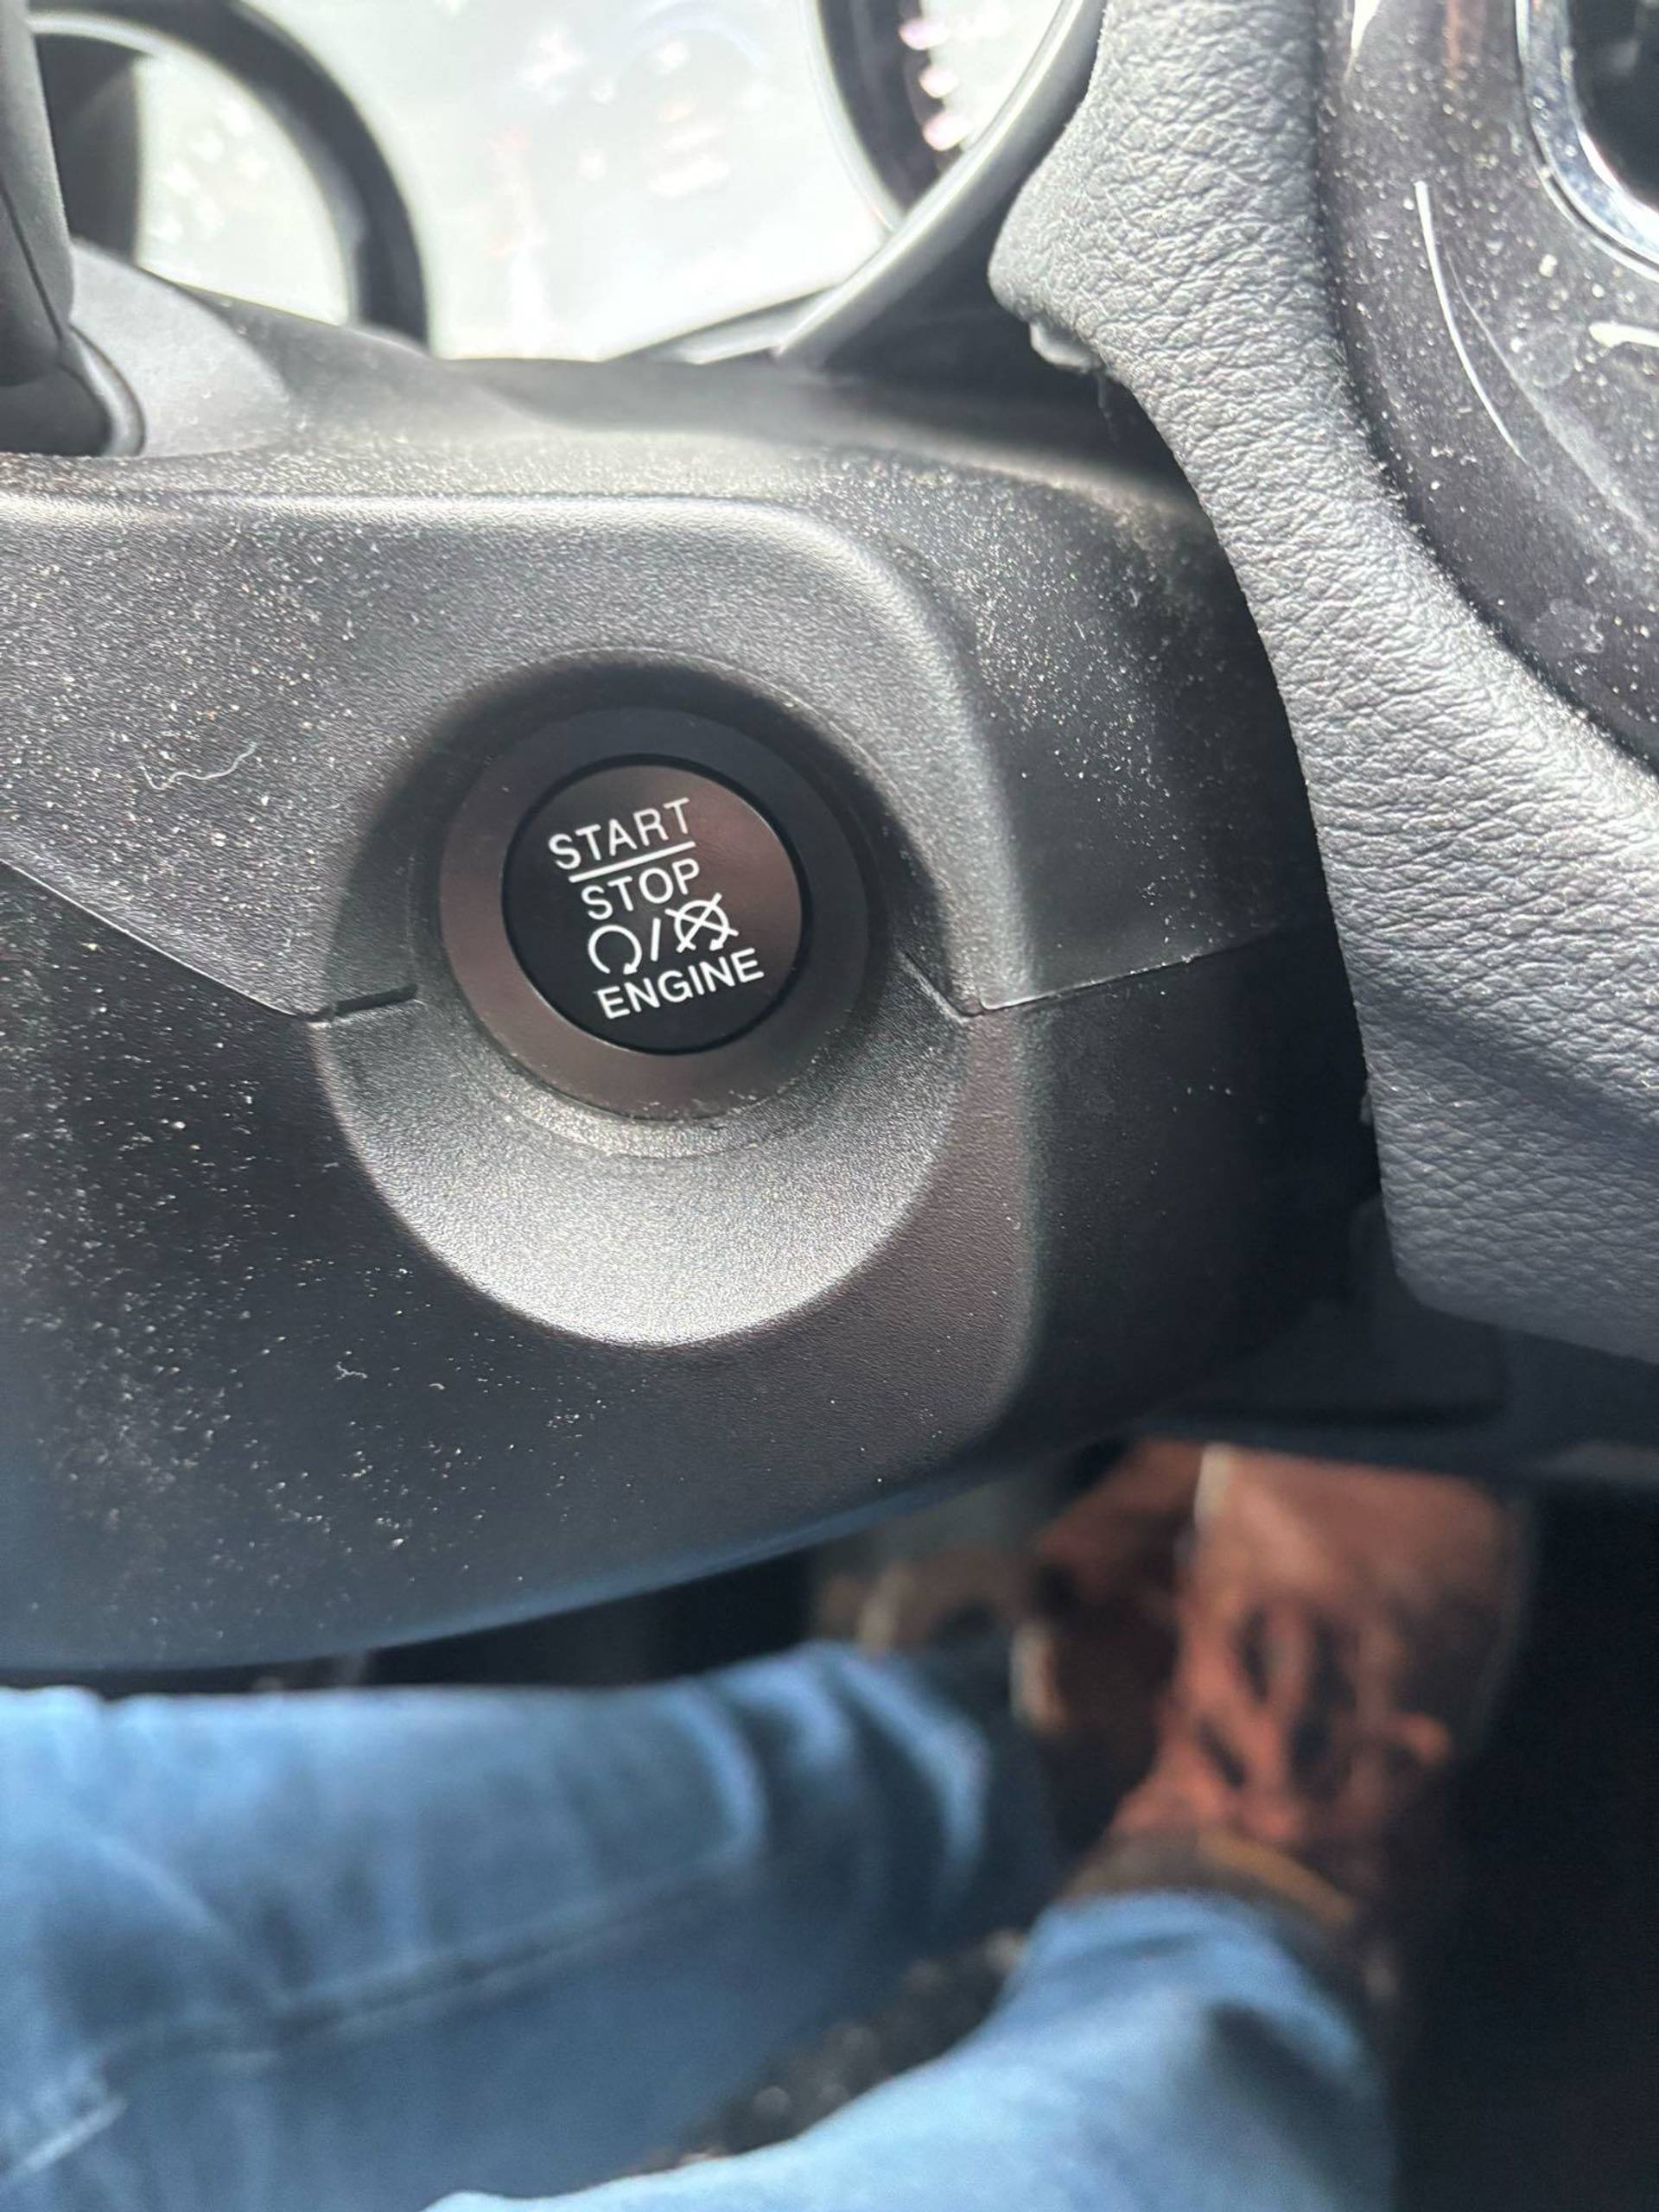 START
STOP
/
ENGINE